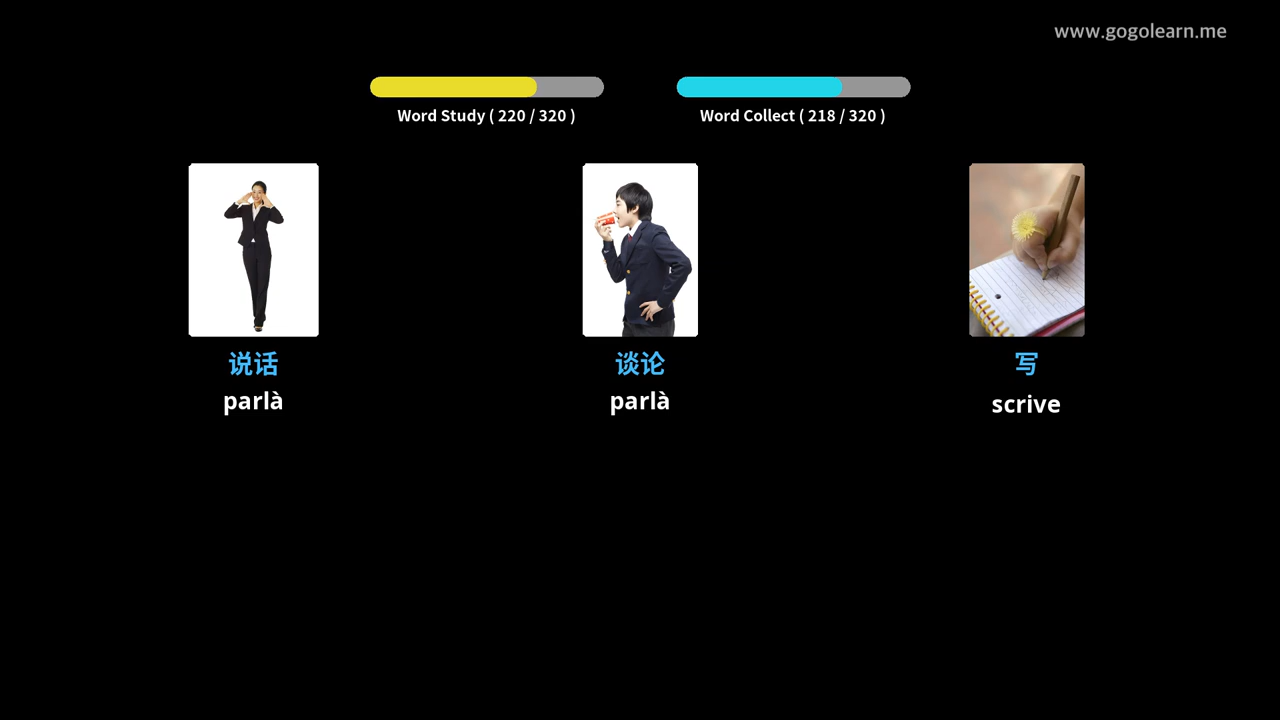 www.gogolearn.me
Word Study ( 220 / 320 )
Word Collect ( 218 / 320 )
说话
谈论
写
parlà
parlà
scrive